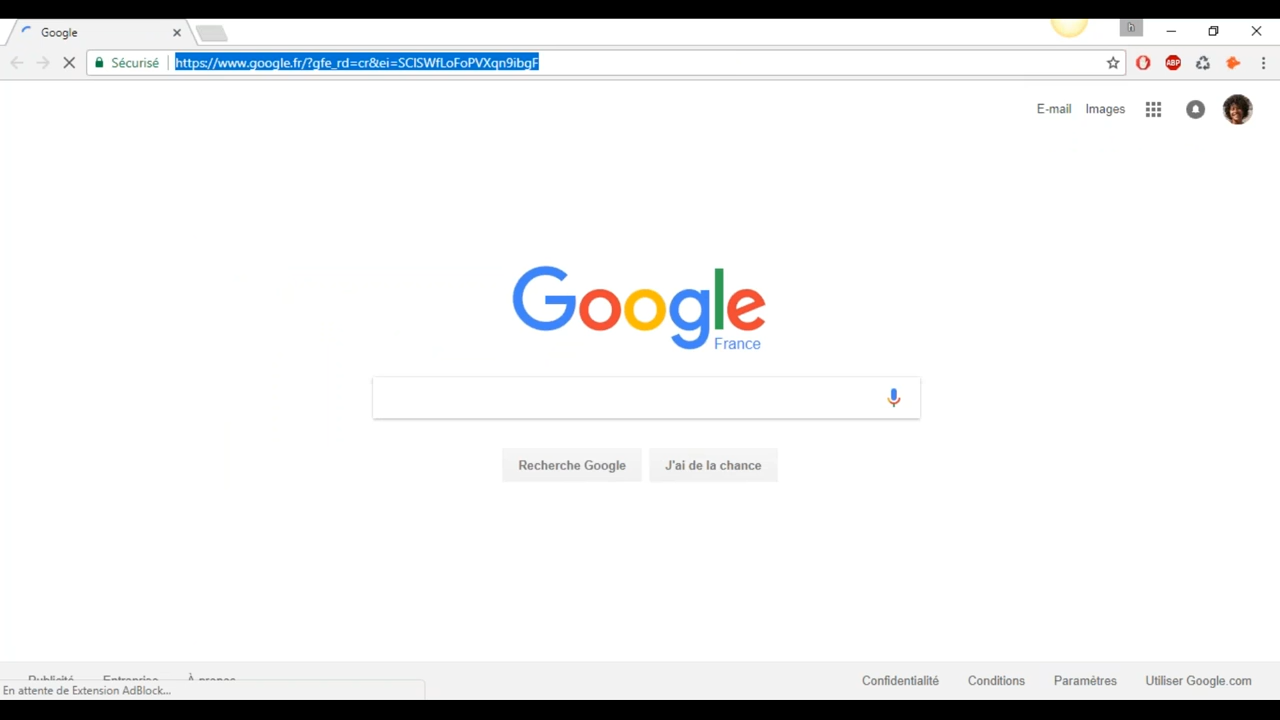 Google
h
Sécurisé
https://www.google.fr/?gfe_rd=cr&ei=SCISWfLoFoPVXqn9ibgF
ABP
E-mail Images
Google
France
Recherche Google J'ai de la chance
Publicité Entreprise À propos
Confidentialité Conditions Paramètres Utiliser Google.com
En attente de Extension AdBlock...